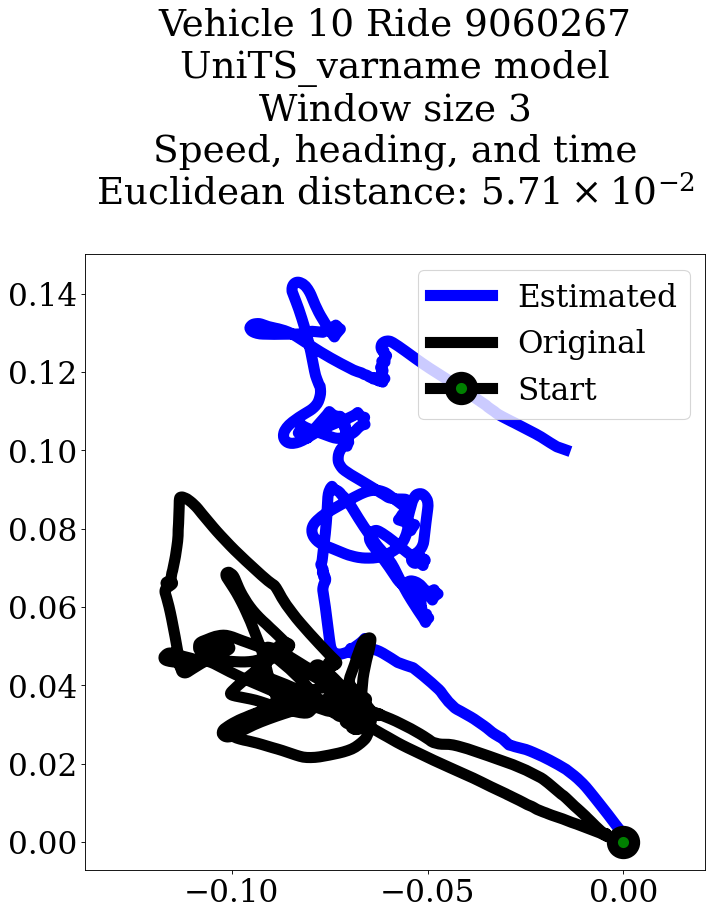 Vehicle 10 Ride 9060267
UniTS_varname model
Window size 3
Speed, heading, and time
Euclidean distance: 5.71 × 10⁻²
Estimated
Original
Start
0.14
0.12
0.10
0.08
0.06
0.04
0.02
0.00
−0.10
−0.05
0.00